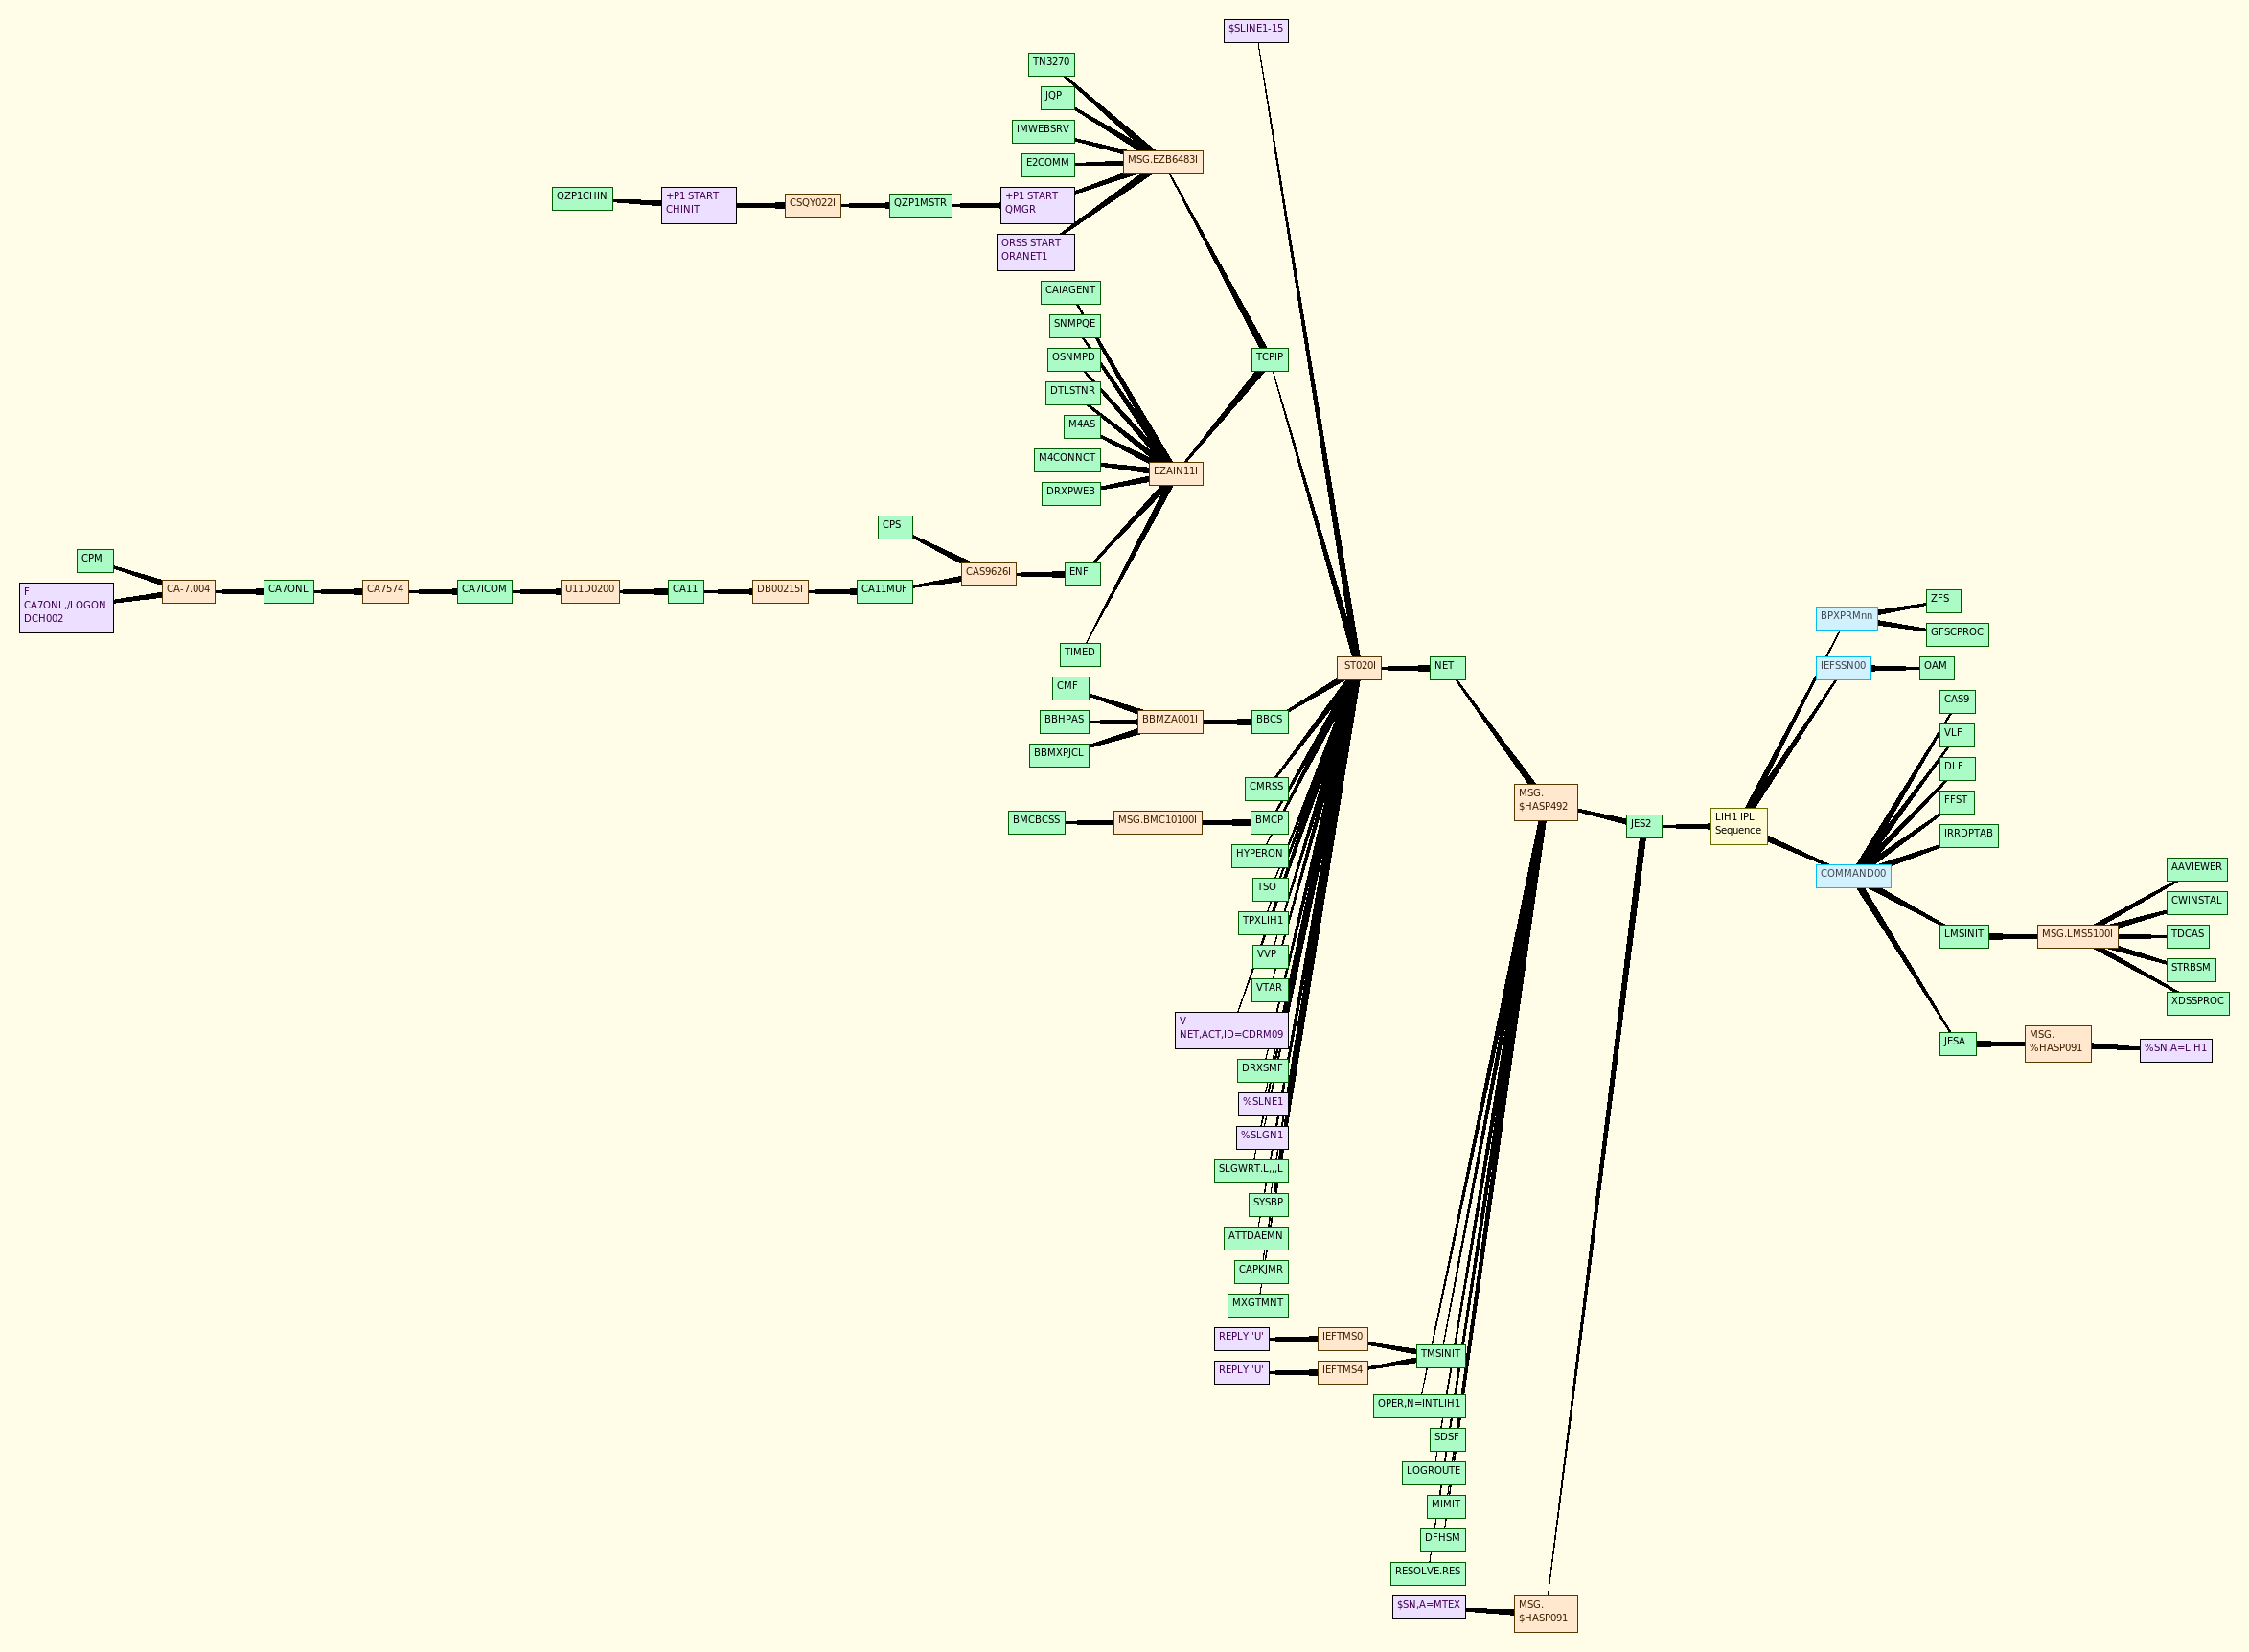 $SLINE1-15
TN3270
JQP
IMWEBSRV
E2COMM
MSG.EZB6483I
QZP1CHIN
+P1 START
CHINIT
CSQY022I
QZP1MSTR
+P1 START
QMGR
ORSS START
ORANET1
CAIAGENT
SNMPQE
OSNMPD
TCPIP
DTLSTNR
M4AS
M4CONNCT
EZAIN11I
DRXPWEB
CPS
CPM
F
CA7ONL,/LOGON
DCH002
CA-7.004
CA7ONL
CA7574
CA7ICOM
U11D0200
CA11
DB00215I
CA11MUF
CAS9626I
ENF
TIMED
IST020I
NET
CMF
BBHPAS
BBMXPJCL
BBMZA001I
BBCS
CMRSS
BMCBCSS
MSG.BMC10100I
BMCP
HYPERON
TSO
TPXLIH1
VVP
VTAR
V
NET,ACT,ID=CDRM09
DRXSMF
%SLNE1
%SLGN1
SLGWRT.L,,,L
SYSBP
ATTDAEMN
CAPKJMR
MXGTMNT
REPLY 'U'
IEFTMS0
REPLY 'U'
IEFTMS4
TMSINIT
OPER,N=INTLIH1
SDSF
LOGROUTE
MIMIT
DFHSM
RESOLVE.RES
$SN,A=MTEX
MSG.
$HASP091
MSG.
$HASP492
JES2
LIH1 IPL
Sequence
BPXPRMnn
ZFS
GFSCPROC
IEFSSN00
OAM
CAS9
VLF
DLF
FFST
IRRDPTAB
COMMAND00
LMSINIT
MSG.LMS5100I
AAVIEWER
CWINSTAL
TDCAS
STRBSM
XDSSPROC
JESA
MSG.
%HASP091
%SN,A=LIH1